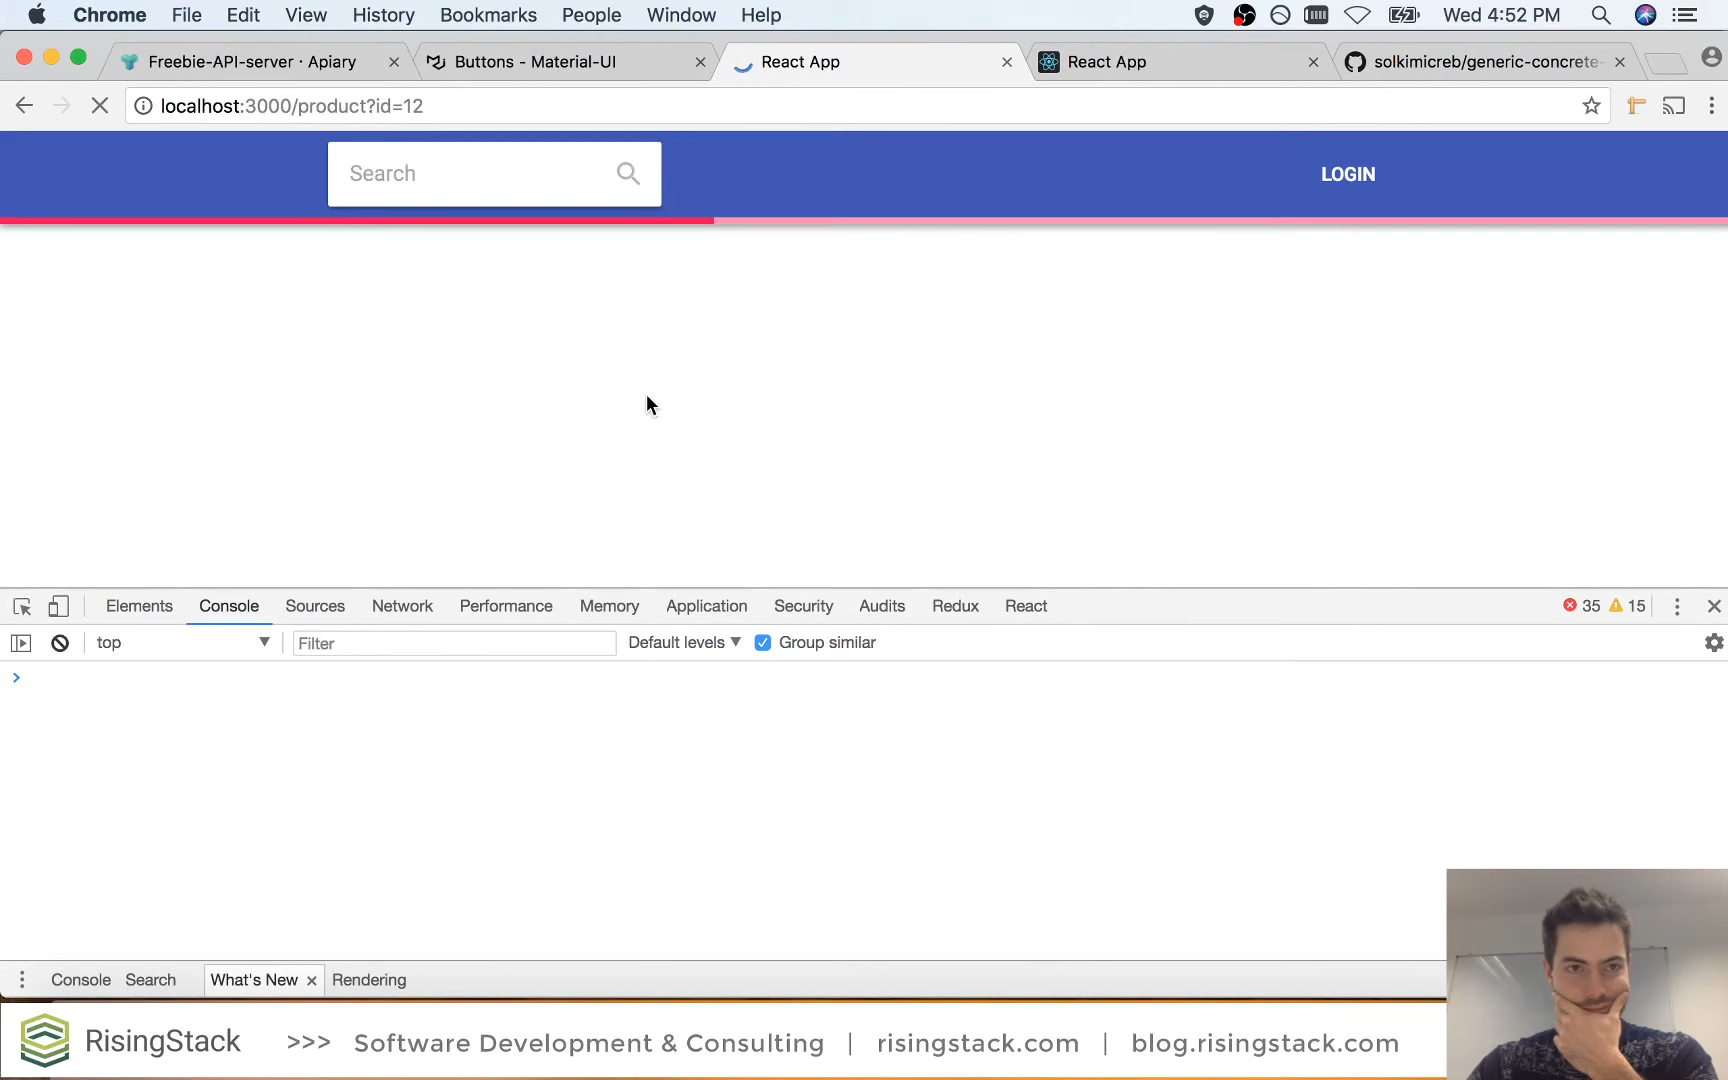 Chrome File Edit View History Bookmarks People Window Help Wed 4:52 PM
Freebie-API-server · Apiary Buttons - Material-UI React App React App solkimicreb/generic-concrete-
localhost:3000/product?id=12
Search LOGIN
Elements Console Sources Network Performance Memory Application Security Audits Redux React 35 15
top Filter Default levels Group similar
>
Console Search What's New Rendering
RisingStack >>> Software Development & Consulting | risingstack.com | blog.risingstack.com